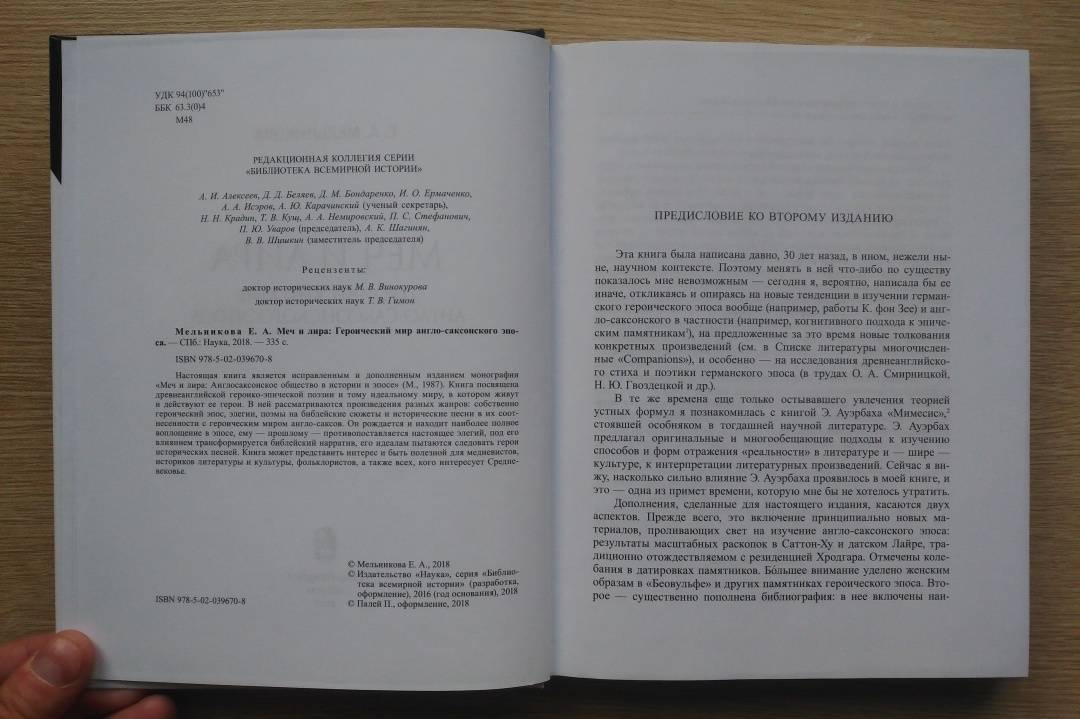 УДК 94(100)"653"
ББК 63.3(0)4
М48
РЕДАКЦИОННАЯ КОЛЛЕГИЯ СЕРИИ
«БИБЛИОТЕКА ВСЕМИРНОЙ ИСТОРИИ»
А. И. Алексеев, Д. Д. Беляев, Д. М. Бондаренко, И. О. Ермаченко,
А. А. Исэров, А. Ю. Карачинский (ученый секретарь),
Н. Н. Крадин, Т. В. Кущ, А. А. Немировский, П. С. Стефанович,
П. Ю. Уваров (председатель), А. К. Шагинян,
В. В. Шишкин (заместитель председателя)
Рецензенты:
доктор исторических наук М. В. Винокурова
доктор исторических наук Т. В. Гимон
Мельникова Е. А. Меч и лира: Героический мир англо-саксонского эпо-
са. — СПб.: Наука, 2018. — 335 с.
ISBN 978-5-02-039670-8
Настоящая книга является исправленным и дополненным изданием монографии
«Меч и лира: Англосаксонское общество в истории и эпосе» (М., 1987). Книга посвящена
древнеанглийской героико-эпической поэзии и тому идеальному миру, в котором живут
и действуют ее герои. В ней рассматриваются произведения разных жанров: собственно
героический эпос, элегии, поэмы на библейские сюжеты и исторические песни в их соот-
несенности с героическим миром англо-саксов. Он рождается и находит наиболее полное
воплощение в эпосе, ему — прошлому — противопоставляется настоящее элегий, под его
влиянием трансформируется библейский нарратив, его идеалам пытаются следовать герои
исторических песней. Книга может представить интерес и быть полезной для медиевистов,
историков литературы и культуры, фольклористов, а также всех, кого интересует Средне-
вековье.
© Мельникова Е. А., 2018
© Издательство «Наука», серия «Библио-
тека всемирной истории» (разработка,
оформление), 2016 (год основания), 2018
© Палей П., оформление, 2018
ISBN 978-5-02-039670-8
ПРЕДИСЛОВИЕ КО ВТОРОМУ ИЗДАНИЮ
Эта книга была написана давно, 30 лет назад, в ином, нежели ны-
не, научном контексте. Поэтому менять в ней что-либо по существу
показалось мне невозможным — сегодня я, вероятно, написала бы ее
иначе, откликаясь и опираясь на новые тенденции в изучении герман-
ского героического эпоса вообще (например, работы К. фон Зее) и анг-
ло-саксонского в частности (например, когнитивного подхода к эпиче-
ским памятникам¹), на предложенные за это время новые толкования
конкретных произведений (см. в Списке литературы многочислен-
ные «Companions»), и особенно — на исследования древнеанглийско-
го стиха и поэтики германского эпоса (в трудах О. А. Смирницкой,
Н. Ю. Гвоздецкой и др.).
В те же времена еще только остывавшего увлечения теорией
устных формул я познакомилась с книгой Э. Ауэрбаха «Мимесис»,²
стоявшей особняком в тогдашней научной литературе. Э. Ауэрбах
предлагал оригинальные и многообещающие подходы к изучению
способов и форм отражения «реальности» в литературе и — шире —
культуре, к интерпретации литературных произведений. Сейчас я ви-
жу, насколько сильно влияние Э. Ауэрбаха проявилось в моей книге, и
это — одна из примет времени, которую мне бы не хотелось утратить.
Дополнения, сделанные для настоящего издания, касаются двух
аспектов. Прежде всего, это включение принципиально новых ма-
териалов, проливающих свет на изучение англо-саксонского эпоса:
результаты масштабных раскопок в Саттон-Ху и датском Лайре, тра-
диционно отождествляемом с резиденцией Хродгара. Отмечены коле-
бания в датировках памятников. Бо́льшее внимание уделено женским
образам в «Беовульфе» и других памятниках героического эпоса. Вто-
рое — существенно пополнена библиография: в нее включены наи-